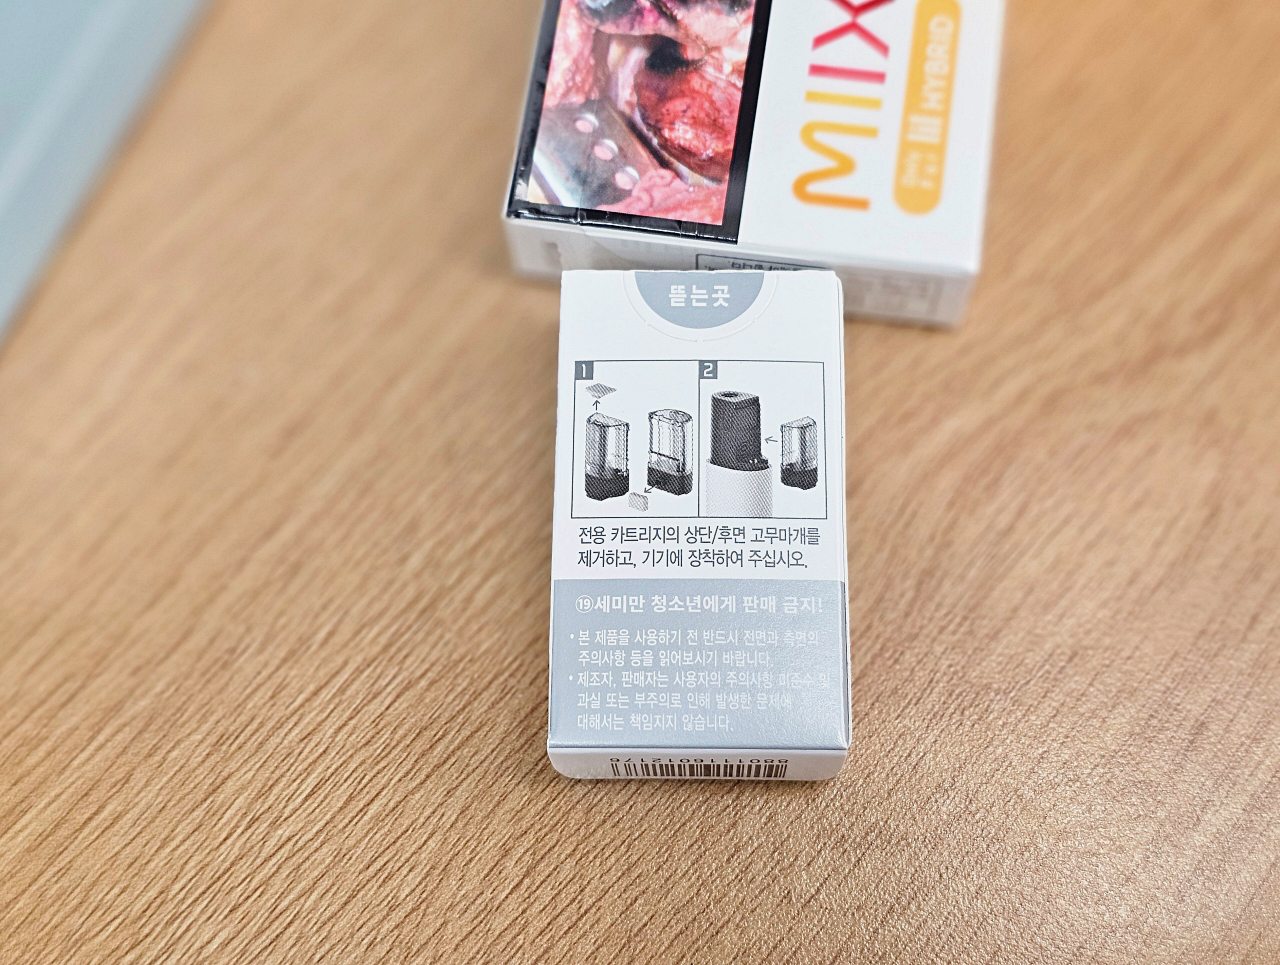 MIIX
lil HYBRID
뜯는곳
1
2
전용 카트리지의 상단/후면 고무마개를
제거하고, 기기에 장착하여 주십시오.
⑲세미만 청소년에게 판매 금지!
• 본 제품을 사용하기 전 반드시 전면과 측면의
주의사항 등을 읽어보시기 바랍니다.
• 제조자, 판매자는 사용자의 주의사항 미준수 및
과실 또는 부주의로 인해 발생한 문제에
대해서는 책임지지 않습니다.
8801116012176